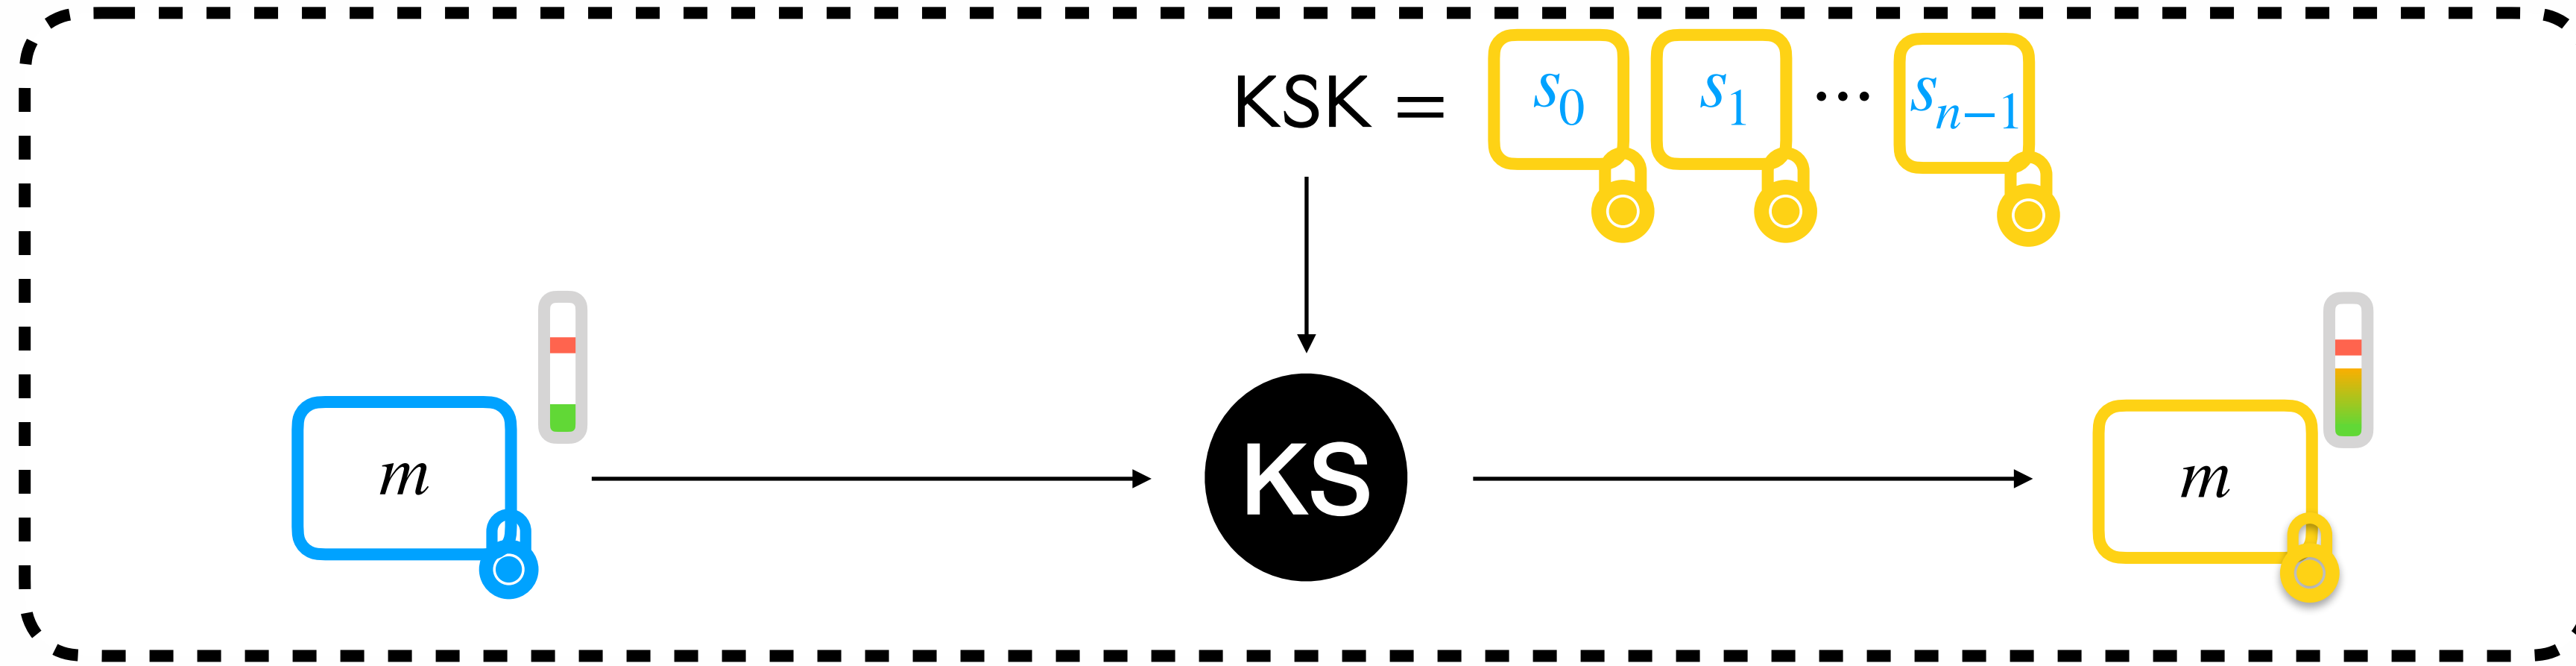 KSK = s₀ s₁ ··· sₙ₋₁
m KS m